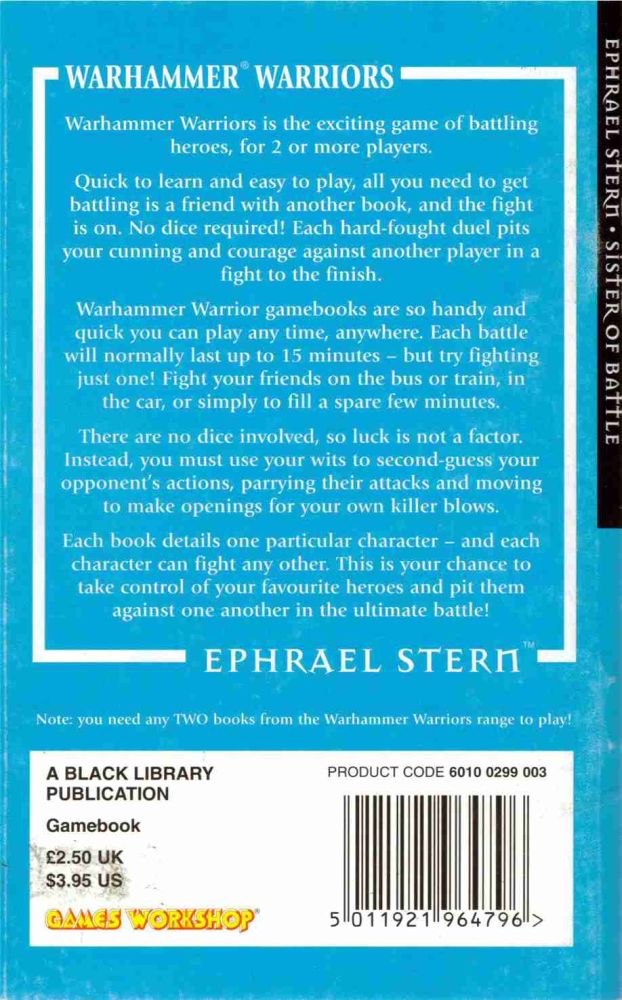 WARHAMMER® WARRIORS
Warhammer Warriors is the exciting game of battling
heroes, for 2 or more players.
Quick to learn and easy to play, all you need to get
battling is a friend with another book, and the fight
is on. No dice required! Each hard-fought duel pits
your cunning and courage against another player in a
fight to the finish.
Warhammer Warrior gamebooks are so handy and
quick you can play any time, anywhere. Each battle
will normally last up to 15 minutes – but try fighting
just one! Fight your friends on the bus or train, in
the car, or simply to fill a spare few minutes.
There are no dice involved, so luck is not a factor.
Instead, you must use your wits to second-guess your
opponent's actions, parrying their attacks and moving
to make openings for your own killer blows.
Each book details one particular character – and each
character can fight any other. This is your chance to
take control of your favourite heroes and pit them
against one another in the ultimate battle!
EPHRAEL STERN™
Note: you need any TWO books from the Warhammer Warriors range to play!
A BLACK LIBRARY
PUBLICATION
Gamebook
£2.50 UK
$3.95 US
GAMES WORKSHOP®
PRODUCT CODE 6010 0299 003
5 011921 964796 >
EPHRAEL STERN • SISTER OF BATTLE